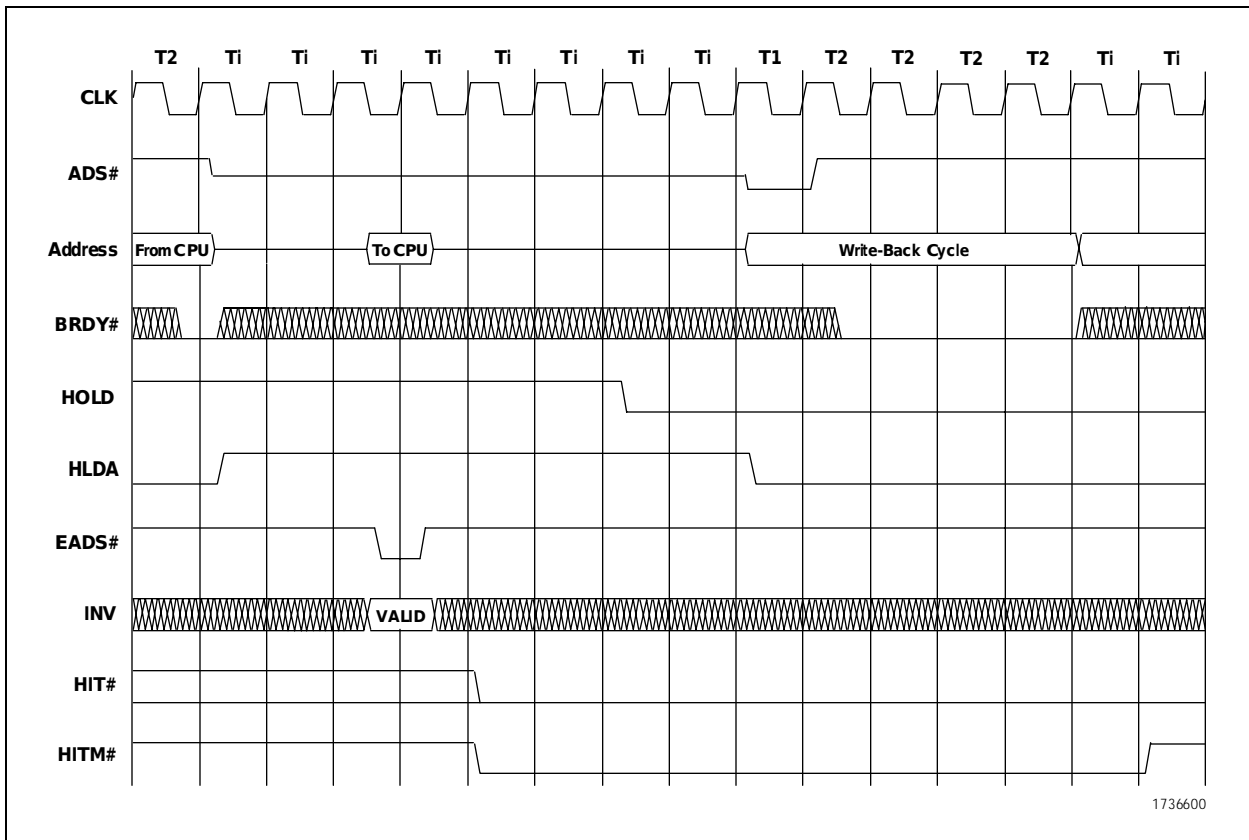 T2 Ti Ti Ti Ti Ti Ti Ti Ti T1 T2 T2 T2 T2 Ti Ti
CLK
ADS#
Address From CPU To CPU Write-Back Cycle
BRDY#
HOLD
HLDA
EADS#
INV VALID
HIT#
HITM#
1736600